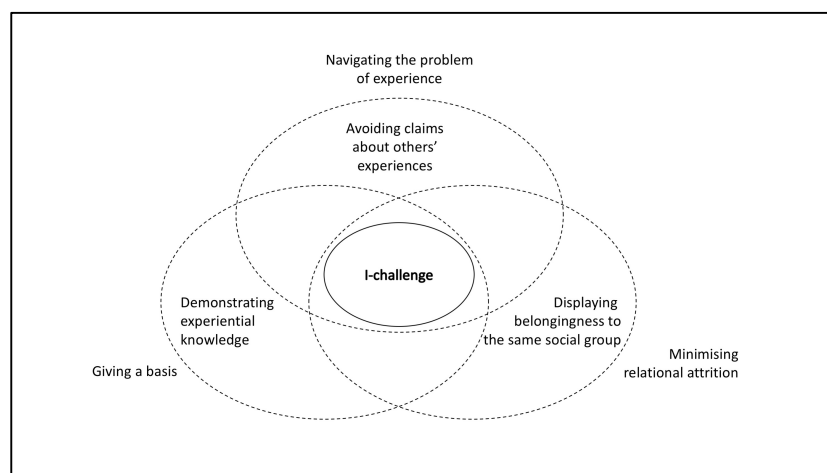 Navigating the problem
of experience
Avoiding claims
about others'
experiences
I-challenge
Demonstrating
experiential
knowledge
Displaying
belongingness to
the same social group
Giving a basis
Minimising
relational attrition